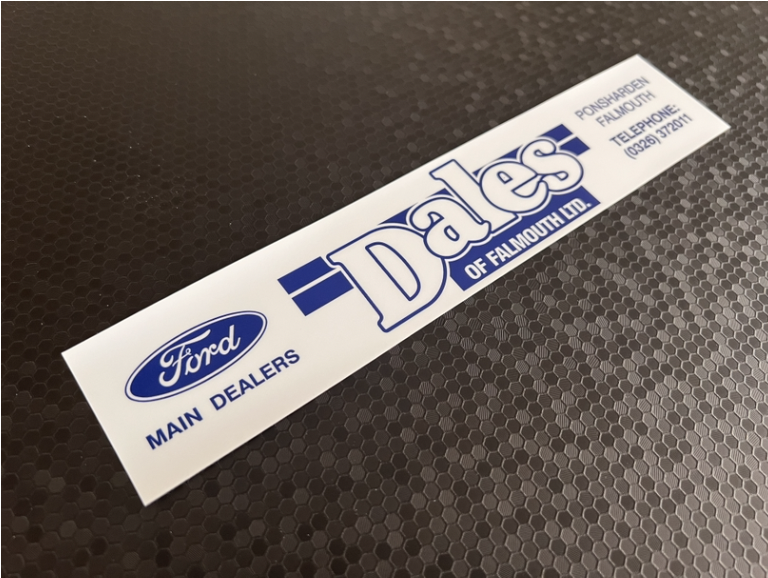 Ford
MAIN DEALERS
Dales
OF FALMOUTH LTD.
PONSHARDEN
FALMOUTH
TELEPHONE:
(0326) 372011